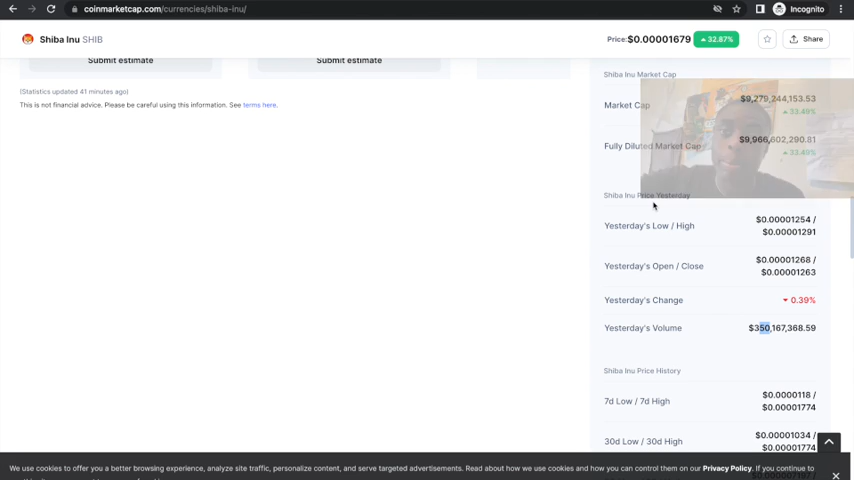 coinmarketcap.com/currencies/shiba-inu/
Incognito
Shiba Inu SHIB
Price:$0.00001679
32.87%
Share
Submit estimate
Submit estimate
(Statistics updated 41 minutes ago)
This is not financial advice. Please be careful using this information. See terms here.
Shiba Inu Market Cap
Market Cap
$9,279,244,153.53
33.49%
Fully Diluted Market Cap
$9,966,602,290.81
33.49%
Shiba Inu Price Yesterday
Yesterday's Low / High
$0.00001254 /
$0.00001291
Yesterday's Open / Close
$0.00001268 /
$0.00001263
Yesterday's Change
0.39%
Yesterday's Volume
$350,167,368.59
Shiba Inu Price History
7d Low / 7d High
$0.0000118 /
$0.00001774
30d Low / 30d High
$0.00001034 /
$0.00001774
We use cookies to offer you a better browsing experience, analyze site traffic, personalize content, and serve targeted advertisements. Read about how we use cookies and how you can control them on our Privacy Policy. If you continue to